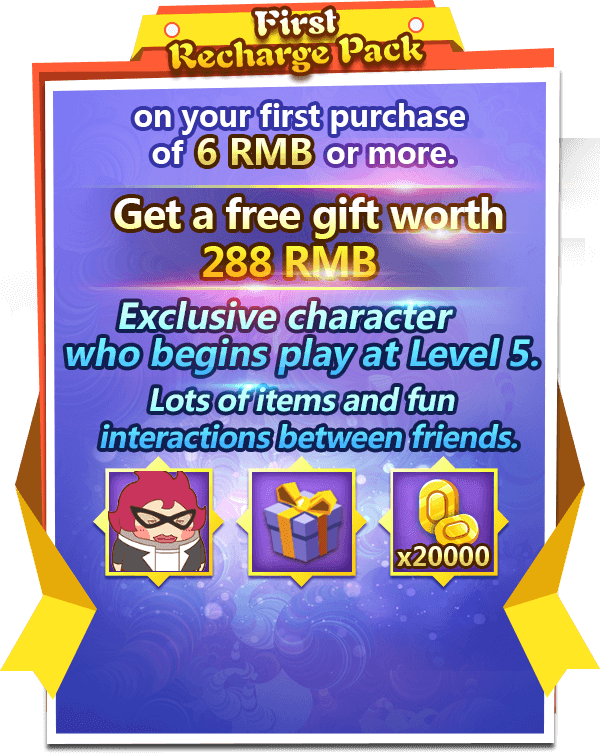 First
Recharge Pack
on your first purchase
of 6 RMB or more.
Get a free gift worth
288 RMB
Exclusive character
who begins play at Level 5.
Lots of items and fun
interactions between friends.
x20000